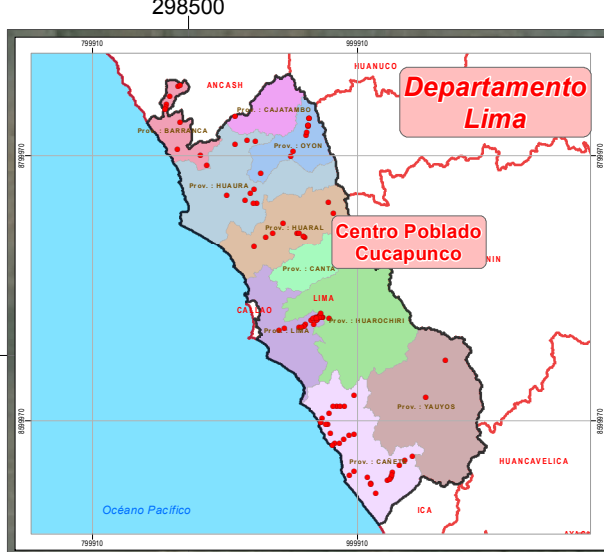 298500
799910
999910
HUANUCO
ANCASH
Departamento
Lima
Prov. : CAJATAMBO
Prov. : BARRANCA
Prov. : OYON
8799970
8799970
Prov. : HUAURA
Prov. : HUARAL
Centro Poblado
Cucapunco
NIN
Prov. : CANTA
LIMA
CALLAO
Prov. : LIMA
Prov. : HUAROCHIRI
Prov. : YAUYOS
8599970
8599970
Prov. : CAÑETE
HUANCAVELICA
Océano Pacífico
ICA
799910
999910